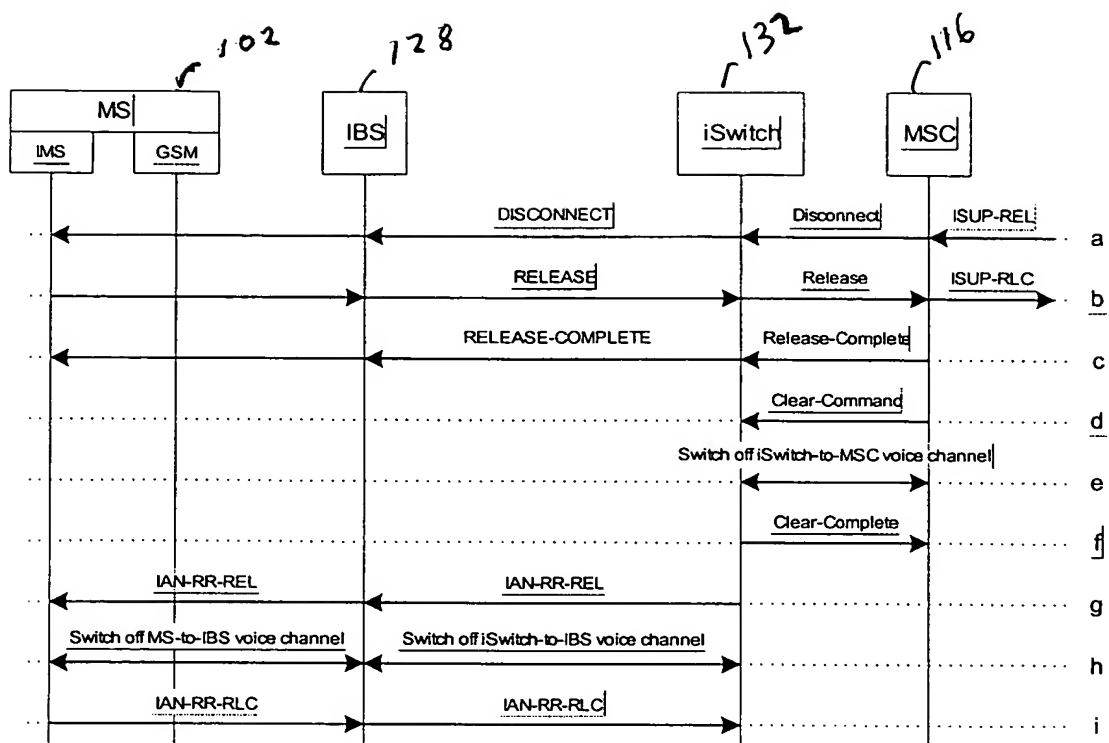 102
128
132
116
MS
IMS
GSM
IBS
iSwitch
MSC
DISCONNECT
Disconnect
ISUP-REL
a
RELEASE
Release
ISUP-RLC
b
RELEASE-COMPLETE
Release-Complete
c
Clear-Command
d
Switch off iSwitch-to-MSC voice channel
e
Clear-Complete
f
IAN-RR-REL
IAN-RR-REL
g
Switch off MS-to-IBS voice channel
Switch off iSwitch-to-IBS voice channel
h
IAN-RR-RLC
IAN-RR-RLC
i